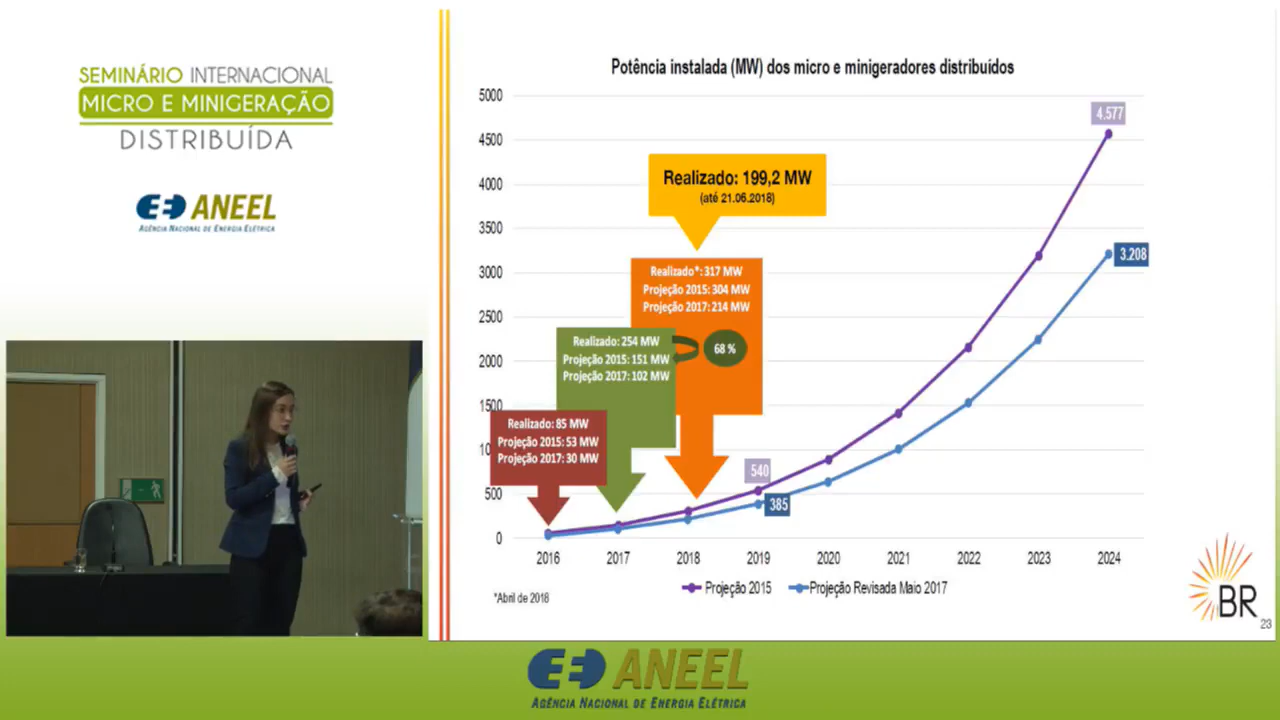 SEMINÁRIO INTERNACIONAL
MICRO E MINIGERAÇÃO
DISTRIBUÍDA
ANEEL
AGÊNCIA NACIONAL DE ENERGIA ELÉTRICA
Potência instalada (MW) dos micro e minigeradores distribuídos
5000
4500
4000
3500
3000
2500
2000
1500
500
0
4.577
3.208
Realizado: 199,2 MW
(até 21.06.2018)
Realizado*: 317 MW
Projeção 2015: 304 MW
Projeção 2017: 214 MW
68 %
Realizado: 254 MW
Projeção 2015: 151 MW
Projeção 2017: 102 MW
Realizado: 85 MW
Projeção 2015: 53 MW
Projeção 2017: 30 MW
540
385
2016 2017 2018 2019 2020 2021 2022 2023 2024
Projeção 2015 Projeção Revisada Maio 2017
*Abril de 2018
BR
23
ANEEL
AGÊNCIA NACIONAL DE ENERGIA ELÉTRICA